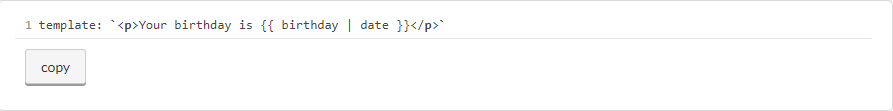 1 template: `<p>Your birthday is {{ birthday | date }}</p>`
copy